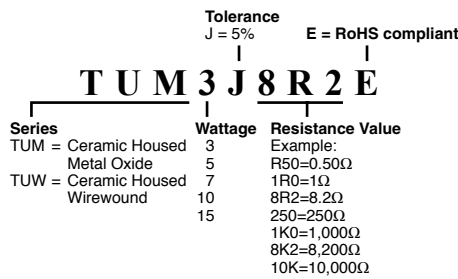 Tolerance
J = 5%
E = RoHS compliant
TUM3J8R2E
Series
TUM = Ceramic Housed
Metal Oxide
TUW = Ceramic Housed
Wirewound
Wattage
3
5
7
10
15
Resistance Value
Example:
R50=0.50Ω
1R0=1Ω
8R2=8.2Ω
250=250Ω
1K0=1,000Ω
8K2=8,200Ω
10K=10,000Ω